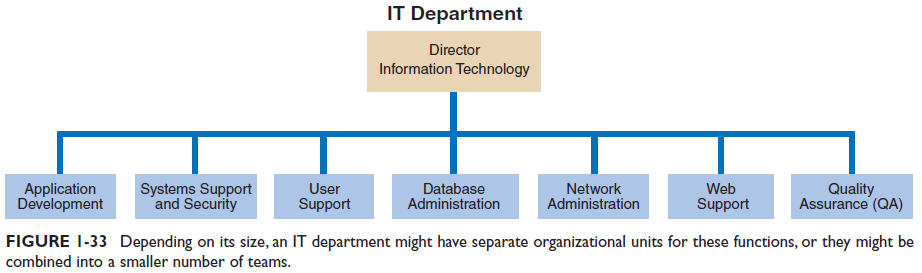 IT Department
Director
Information Technology
Application
Development
Systems Support
and Security
User
Support
Database
Administration
Network
Administration
Web
Support
Quality
Assurance (QA)
FIGURE 1-33 Depending on its size, an IT department might have separate organizational units for these functions, or they might be
combined into a smaller number of teams.